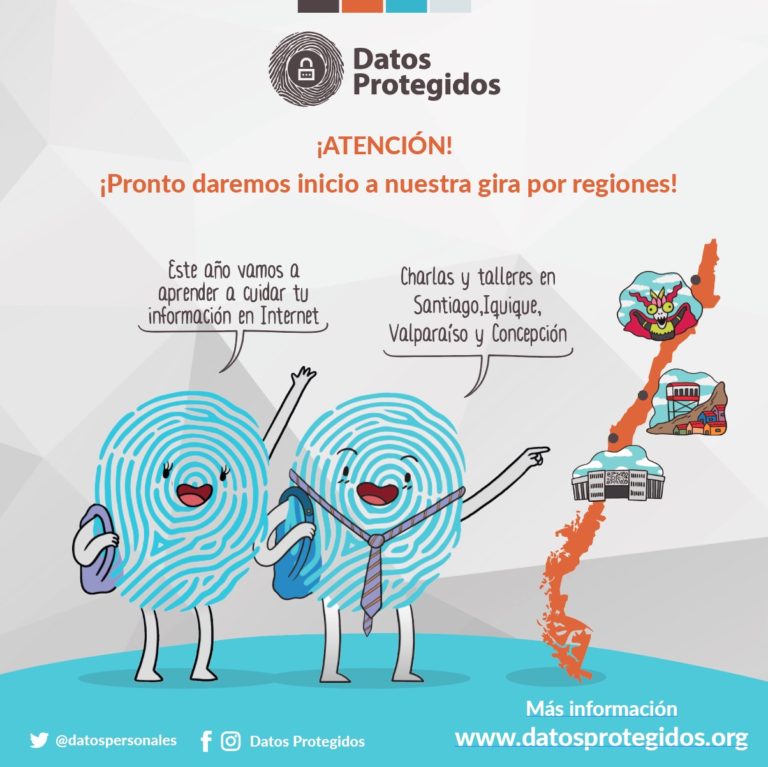 Datos
Protegidos
¡ATENCIÓN!
¡Pronto daremos inicio a nuestra gira por regiones!
Este año vamos a
aprender a cuidar tu
información en Internet
Charlas y talleres en
Santiago,Iquique,
Valparaíso y Concepción
Más información
www.datosprotegidos.org
@datospersonales
Datos Protegidos